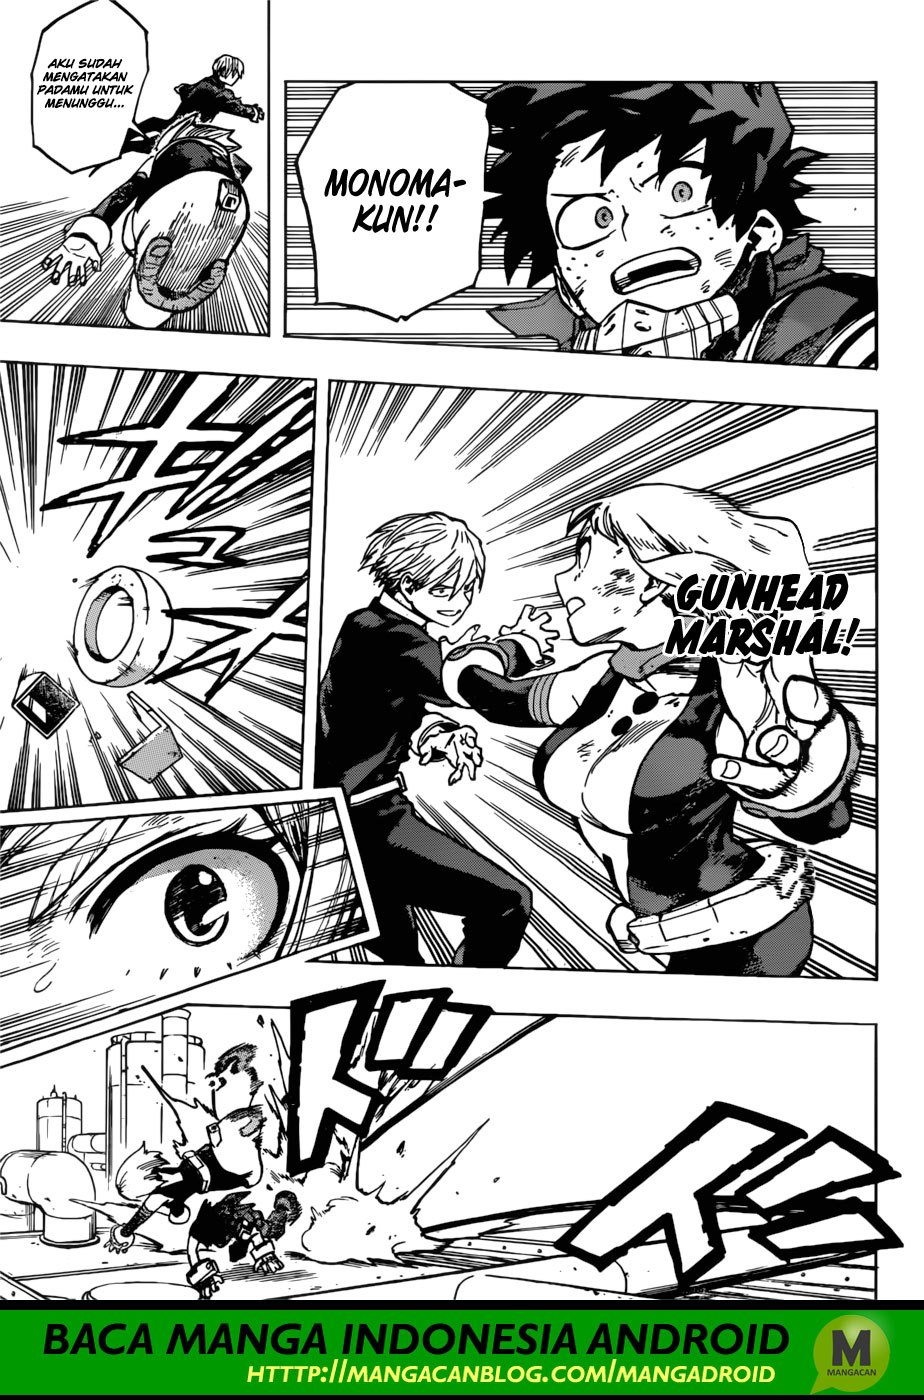 MONOMA-
KUN!!
AKU SUDAH
MENGATAKAN
PADAMU UNTUK
MENUNGGU...
GUNHEAD
MARSHAL!
BACA MANGA INDONESIA ANDROID
HTTTP://MANGACANBLOG.COM/MANGADROID
M
MANGACAN